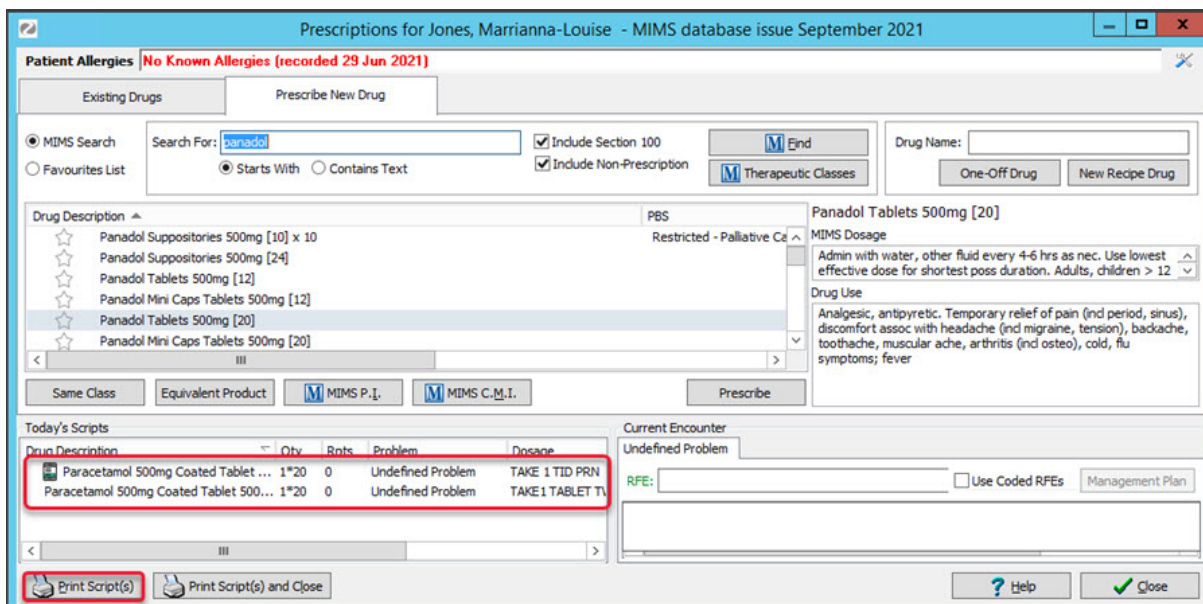 Prescriptions for Jones, Marrianna-Louise - MIMS database issue September 2021
Patient Allergies No Known Allergies (recorded 29 Jun 2021)
Existing Drugs
Prescribe New Drug
MIMS Search
Favourites List
Search For: panadol
Starts With
Contains Text
Include Section 100
Include Non-Prescription
M Find
M Therapeutic Classes
Drug Name:
One-Off Drug
New Recipe Drug
Drug Description PBS
Panadol Suppositories 500mg [10] x 10 Restricted - Palliative Ca
Panadol Suppositories 500mg [24]
Panadol Tablets 500mg [12]
Panadol Mini Caps Tablets 500mg [12]
Panadol Tablets 500mg [20]
Panadol Mini Caps Tablets 500mg [20]
Panadol Tablets 500mg [20]
MIMS Dosage
Admin with water, other fluid every 4-6 hrs as nec. Use lowest
effective dose for shortest poss duration. Adults, children > 12
Drug Use
Analgesic, antipyretic. Temporary relief of pain (incl period, sinus),
discomfort assoc with headache (incl migraine, tension), backache,
toothache, muscular ache, arthritis (incl osteo), cold, flu
symptoms; fever
Same Class
Equivalent Product
M MIMS P.I.
M MIMS C.M.I.
Prescribe
Today's Scripts
Drug Description Qty Rpts Problem Dosage
Paracetamol 500mg Coated Tablet ... 1*20 0 Undefined Problem TAKE 1 TID PRN
Paracetamol 500mg Coated Tablet 500... 1*20 0 Undefined Problem TAKE 1 TABLET
Current Encounter
Undefined Problem
RFE:
Use Coded RFEs
Management Plan
Print Script(s)
Print Script(s) and Close
? Help
Close